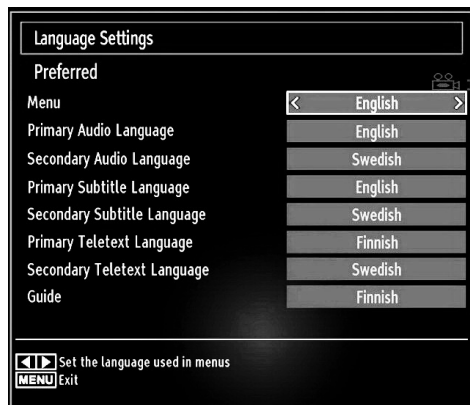 Language Settings
Preferred
Menu English
Primary Audio Language English
Secondary Audio Language Swedish
Primary Subtitle Language English
Secondary Subtitle Language Swedish
Primary Teletext Language Finnish
Secondary Teletext Language Swedish
Guide Finnish
Set the language used in menus
MENU Exit